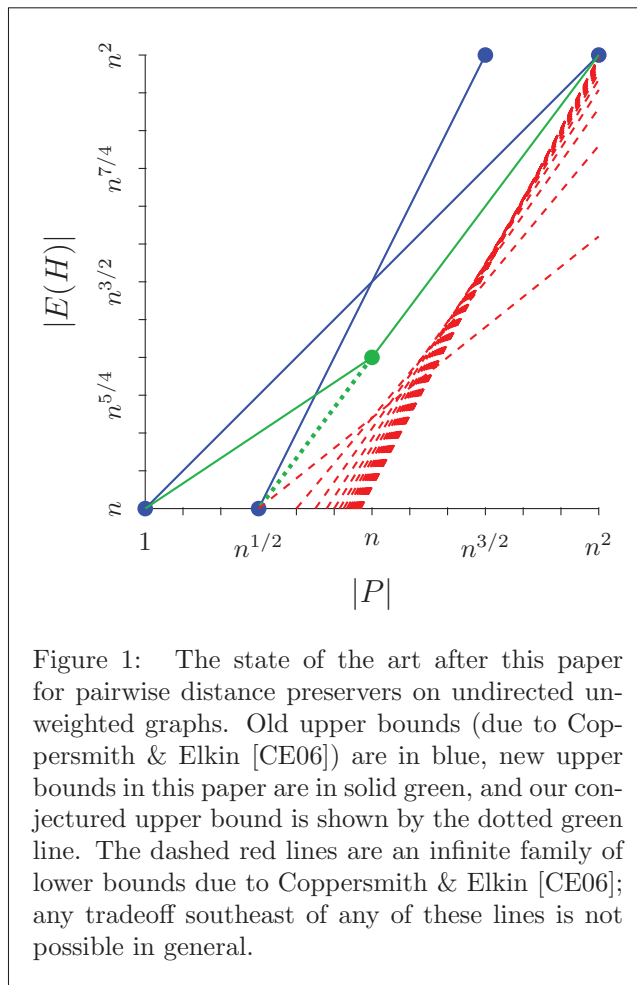 n^2
n^{7/4}
n^{3/2}
n^{5/4}
n
|E(H)|
1
n^{1/2}
n
n^{3/2}
n^2
|P|
Figure 1: The state of the art after this paper
for pairwise distance preservers on undirected un-
weighted graphs. Old upper bounds (due to Cop-
persmith & Elkin [CE06]) are in blue, new upper
bounds in this paper are in solid green, and our con-
jectured upper bound is shown by the dotted green
line. The dashed red lines are an infinite family of
lower bounds due to Coppersmith & Elkin [CE06];
any tradeoff southeast of any of these lines is not
possible in general.